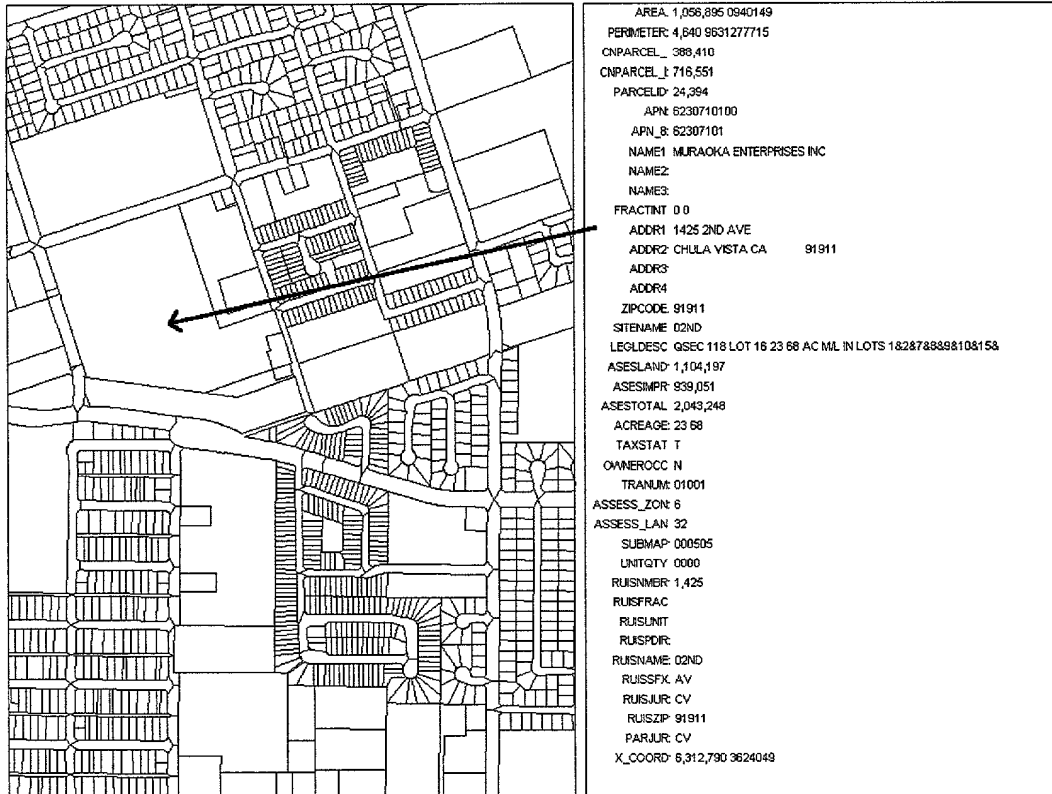 AREA: 1,056,895 0940149
PERIMETER: 4,640 9631277715
CNPARCEL_ 388,410
CNPARCEL_I: 716,551
PARCELID: 24,394
APN: 6230710100
APN_8: 62307101
NAME1 MURAOKA ENTERPRISES INC
NAME2:
NAME3:
FRACTINT 0 0
ADDR1 1425 2ND AVE
ADDR2: CHULA VISTA CA 91911
ADDR3:
ADDR4
ZIPCODE: 91911
SITENAME 02ND
LEGLDESC QSEC 118 LOT 16 23 68 AC M/L IN LOTS 1&2&7&8&9&10&15&
ASESLAND: 1,104,197
ASESIMPR: 939,051
ASESTOTAL 2,043,248
ACREAGE: 23 68
TAXSTAT T
OWNEROCC N
TRANUM: 01001
ASSESS_ZON: 6
ASSESS_LAN 32
SUBMAP: 000505
UNITQTY 0000
RUISNMBR: 1,425
RUISFRAC
RUISUNIT
RUISPDIR:
RUISNAME: 02ND
RUISSFX. AV
RUISJUR: CV
RUISZIP: 91911
PARJUR: CV
X_COORD: 6,312,790 3624049